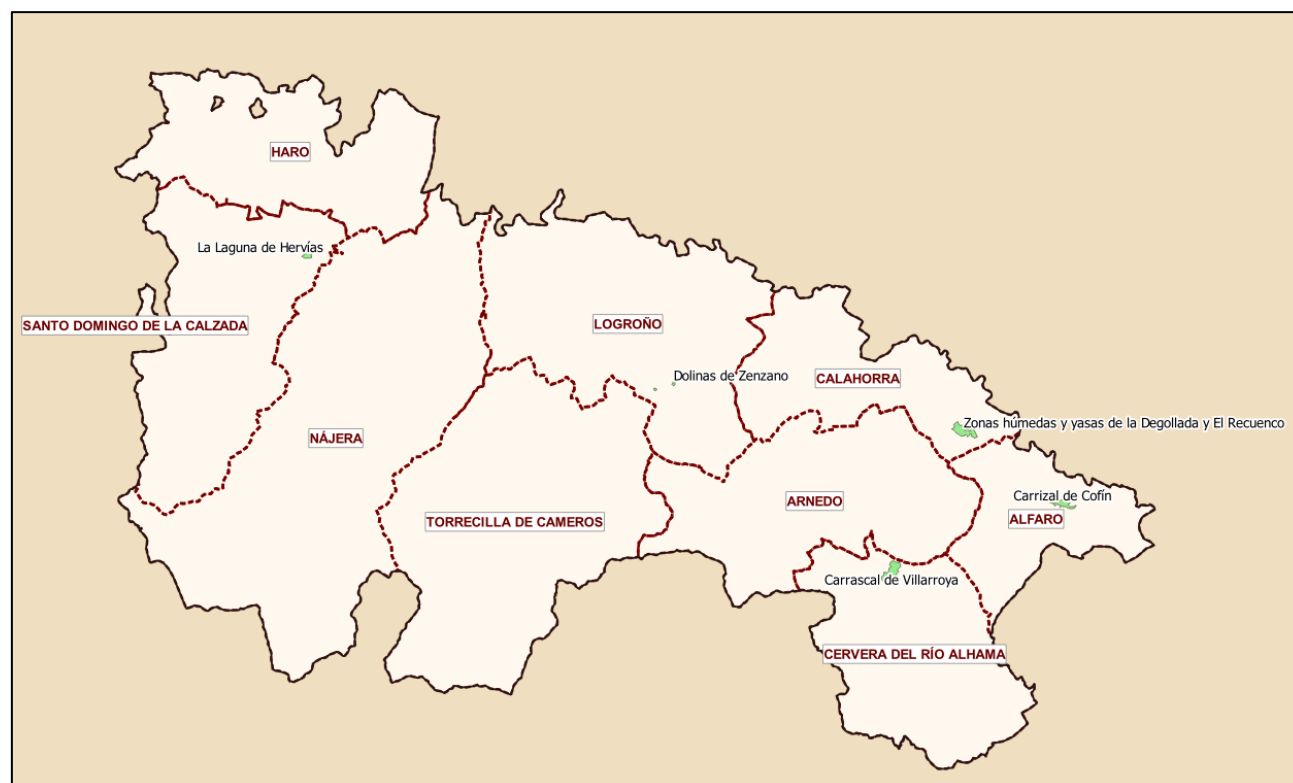 HARO
La Laguna de Hervías
SANTO DOMINGO DE LA CALZADA
LOGROÑO
Dolinas de Zenzano
CALAHORRA
Zonas húmedas y yasas de la Degollada y El Recuenco
NÁJERA
ARNEDO
Carrizal de Cofín
ALFARO
TORRECILLA DE CAMEROS
Carrascal de Villarroya
CERVERA DEL RÍO ALHAMA